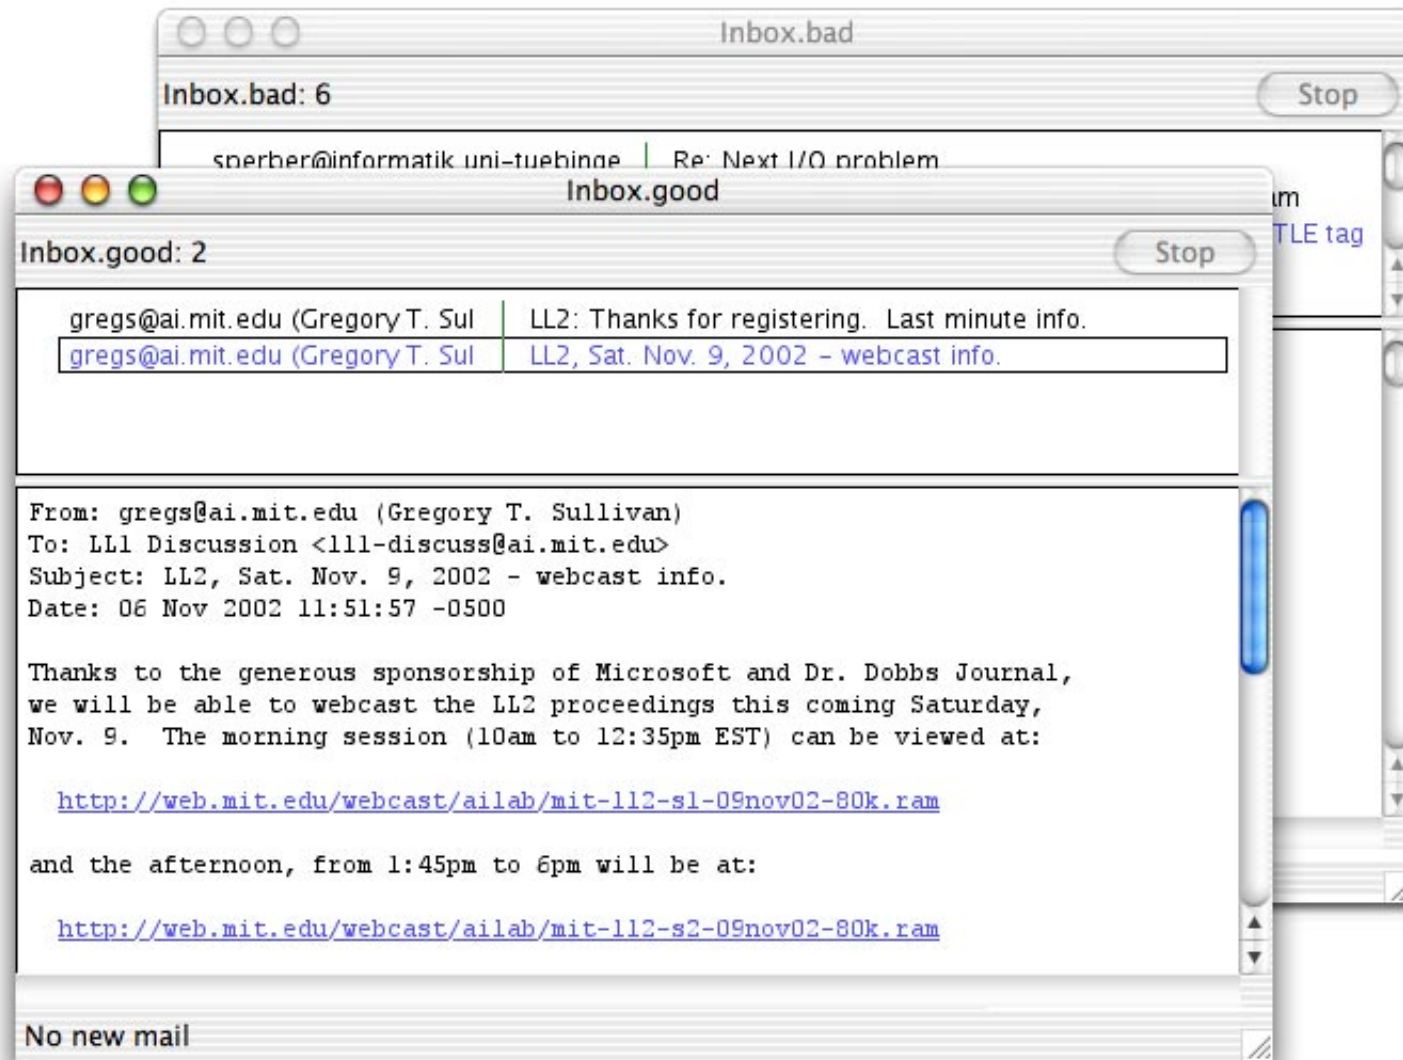 Inbox.bad
Inbox.bad: 6
Stop
sperber@informatik.uni-tuebinge Re: Next I/O problem
TLE tag
Inbox.good
Inbox.good: 2
Stop
gregs@ai.mit.edu (Gregory T. Sul LL2: Thanks for registering.  Last minute info.
gregs@ai.mit.edu (Gregory T. Sul LL2, Sat. Nov. 9, 2002 – webcast info.
From: gregs@ai.mit.edu (Gregory T. Sullivan)
To: LL1 Discussion <ll1-discuss@ai.mit.edu>
Subject: LL2, Sat. Nov. 9, 2002 - webcast info.
Date: 06 Nov 2002 11:51:57 -0500
Thanks to the generous sponsorship of Microsoft and Dr. Dobbs Journal,
we will be able to webcast the LL2 proceedings this coming Saturday,
Nov. 9.  The morning session (10am to 12:35pm EST) can be viewed at:
http://web.mit.edu/webcast/ailab/mit-ll2-s1-09nov02-80k.ram
and the afternoon, from 1:45pm to 6pm will be at:
http://web.mit.edu/webcast/ailab/mit-ll2-s2-09nov02-80k.ram
No new mail